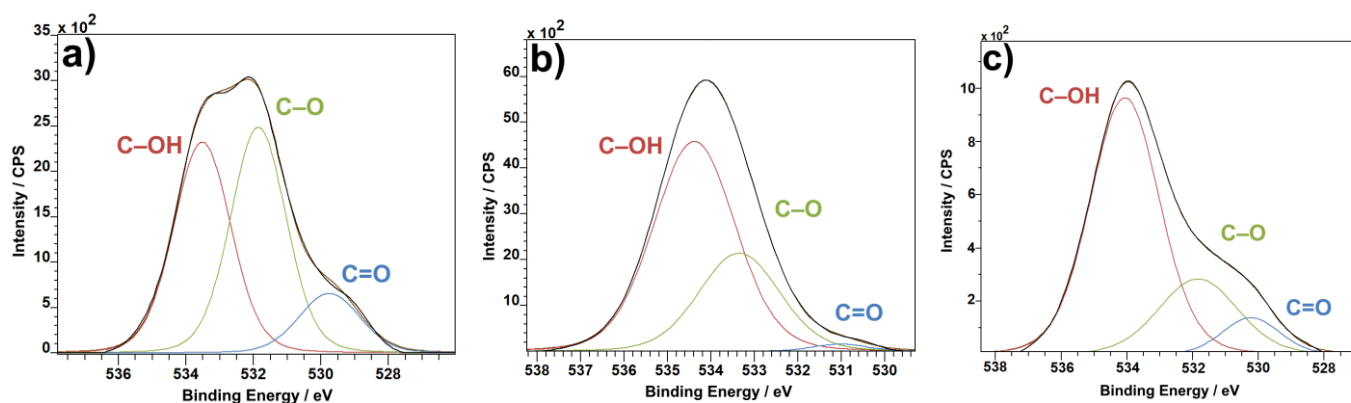 a)
x 10²
35
30
25
20
15
10
5
0
Intensity / CPS
C–OH
C–O
C=O
536
534
532
530
528
Binding Energy / eV
b)
x 10²
60
50
40
30
20
10
Intensity / CPS
C–OH
C–O
C=O
538
536
535
534
533
532
531
530
Binding Energy / eV
c)
x 10²
10
8
6
4
2
Intensity / CPS
C–OH
C–O
C=O
538
536
534
532
530
528
Binding Energy / eV